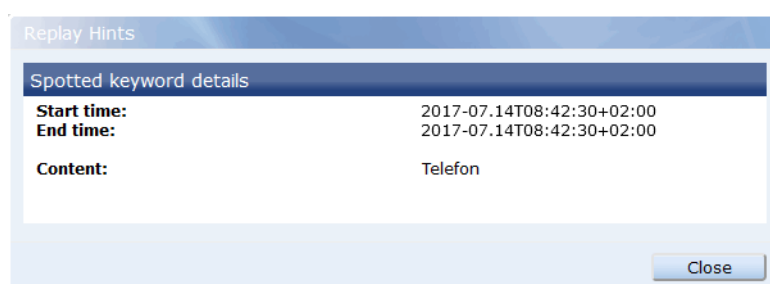 Replay Hints
Spotted keyword details
Start time: 2017-07.14T08:42:30+02:00
End time: 2017-07.14T08:42:30+02:00
Content: Telefon
Close